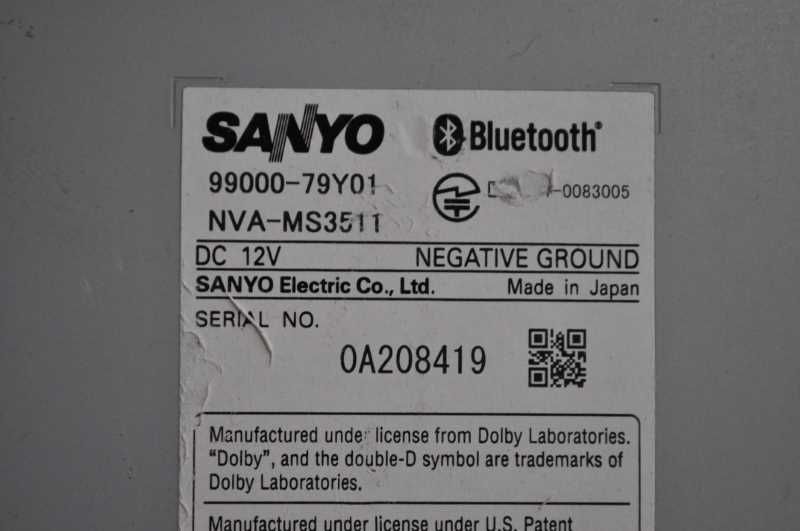 SANYO Bluetooth®
99000-79Y01
-0083005
NVA-MS3511
DC 12V NEGATIVE GROUND
SANYO Electric Co., Ltd. Made in Japan
SERIAL NO.
0A208419
Manufactured under license from Dolby Laboratories.
"Dolby", and the double-D symbol are trademarks of
Dolby Laboratories.
Manufactured under license under U.S. Patent